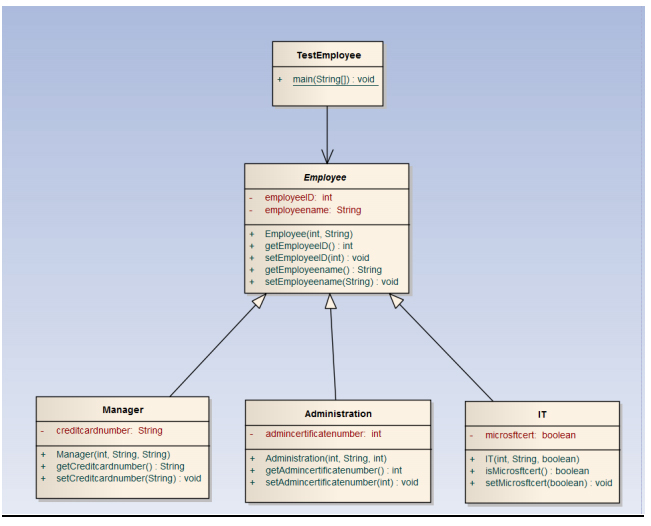 TestEmployee
+ main(String[]) : void
Employee
- employeeID: int
- employeename: String
+ Employee(int, String)
+ getEmployeeID() : int
+ setEmployeeID(int) : void
+ getEmployeename() : String
+ setEmployeename(String) : void
Manager
- creditcardnumber: String
+ Manager(int, String, String)
+ getCreditcardnumber() : String
+ setCreditcardnumber(String) : void
Administration
- admincertificatenumber: int
+ Administration(int, String, int)
+ getAdmincertificatenumber() : int
+ setAdmincertificatenumber(int) : void
IT
- microsftcert: boolean
+ IT(int, String, boolean)
+ isMicrosftcert() : boolean
+ setMicrosftcert(boolean) : void